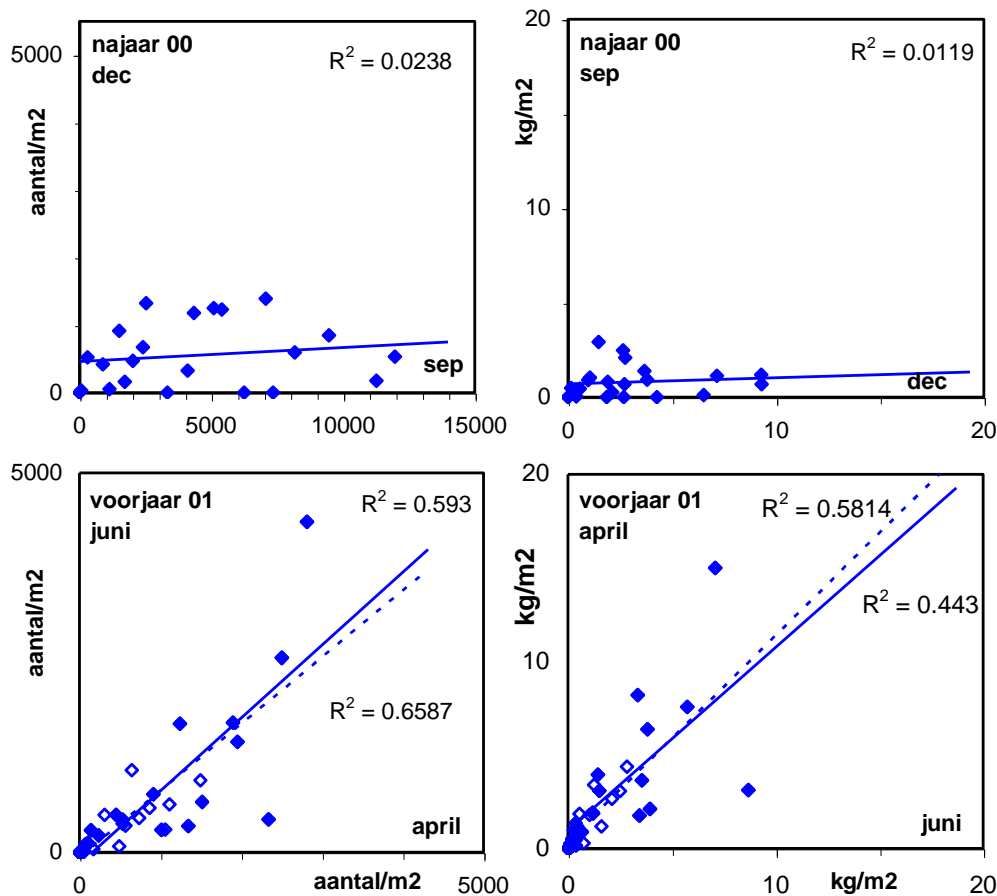 najaar 00
dec
R² = 0.0238
5000
0
aantal/m2
sep
0 5000 10000 15000
najaar 00
sep
R² = 0.0119
20
10
0
kg/m2
dec
0 10 20
voorjaar 01
juni
R² = 0.593
5000
0
aantal/m2
R² = 0.6587
april
0 aantal/m2 5000
voorjaar 01
april
R² = 0.5814
20
10
0
kg/m2
R² = 0.443
juni
0 kg/m2 10 20